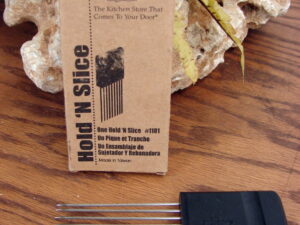 The Kitchen Store That
Comes To Your Door®
Hold 'N Slice
One Hold 'N Slice #1101
Un Pique et Tranche
Un Ensamblaje de
Sujetador Y Rebanadora
Made in Taiwan